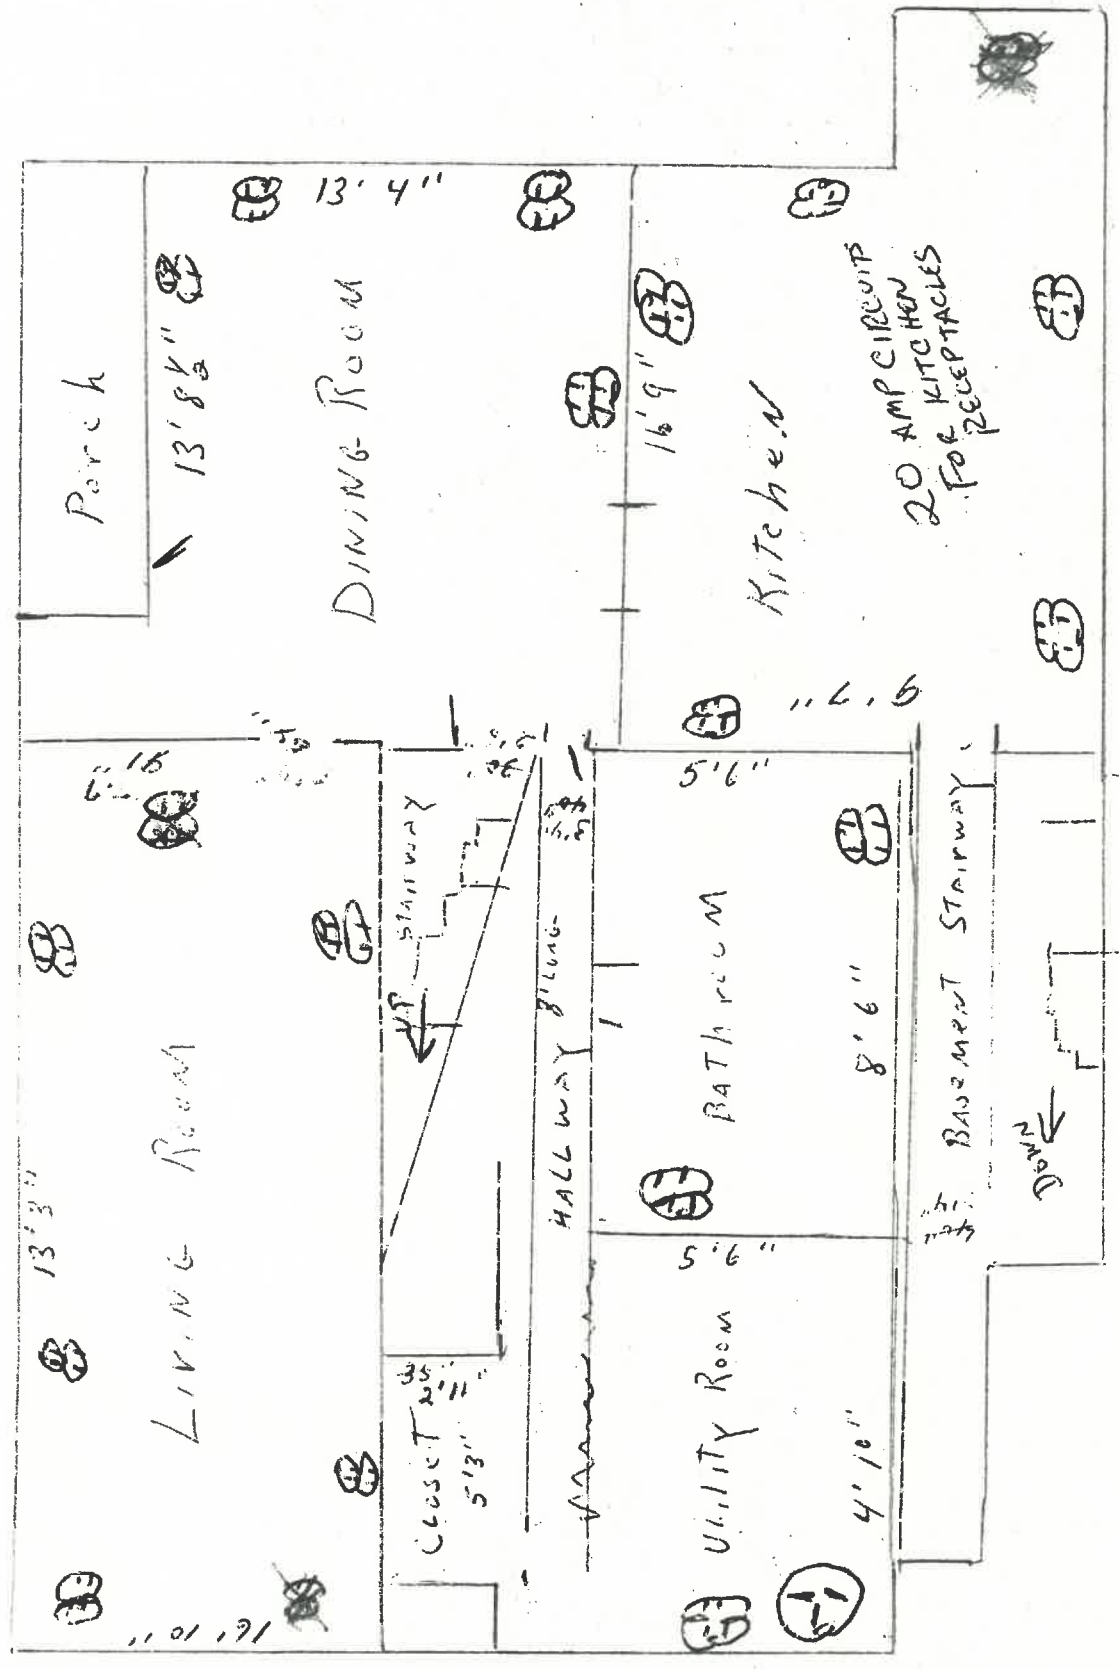 Porch
13' 8½"
13' 4"
DINING ROOM
16' 9"
Kitchen
20 AMP CIRCUITS
FOR KITCHEN
RECEPTACLES
9' 7"
LIVING ROOM
13' 3"
16' 10"
UP
STAIRWAY
CLOSET
35"
2' 11"
5' 3"
HALLWAY
LONG
5' 6"
BATHROOM
8' 6"
5' 6"
UTILITY ROOM
4' 10"
BASEMENT STAIRWAY
DOWN